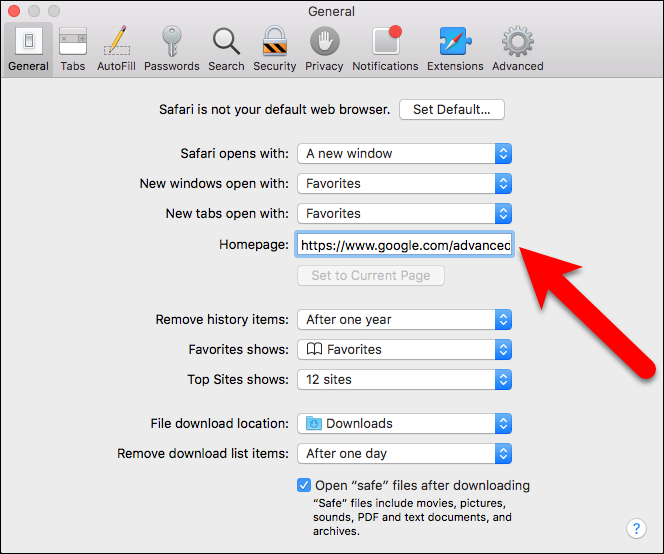 General
General Tabs AutoFill Passwords Search Security Privacy Notifications Extensions Advanced
Safari is not your default web browser. Set Default...
Safari opens with: A new window
New windows open with: Favorites
New tabs open with: Favorites
Homepage: https://www.google.com/advanced
Set to Current Page
Remove history items: After one year
Favorites shows: Favorites
Top Sites shows: 12 sites
File download location: Downloads
Remove download list items: After one day
Open “safe” files after downloading
“Safe” files include movies, pictures,
sounds, PDF and text documents, and
archives.
?